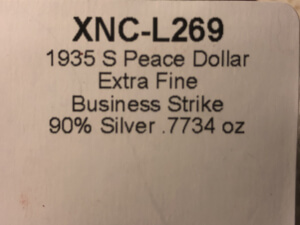 XNC-L269
1935 S Peace Dollar
Extra Fine
Business Strike
90% Silver .7734 oz